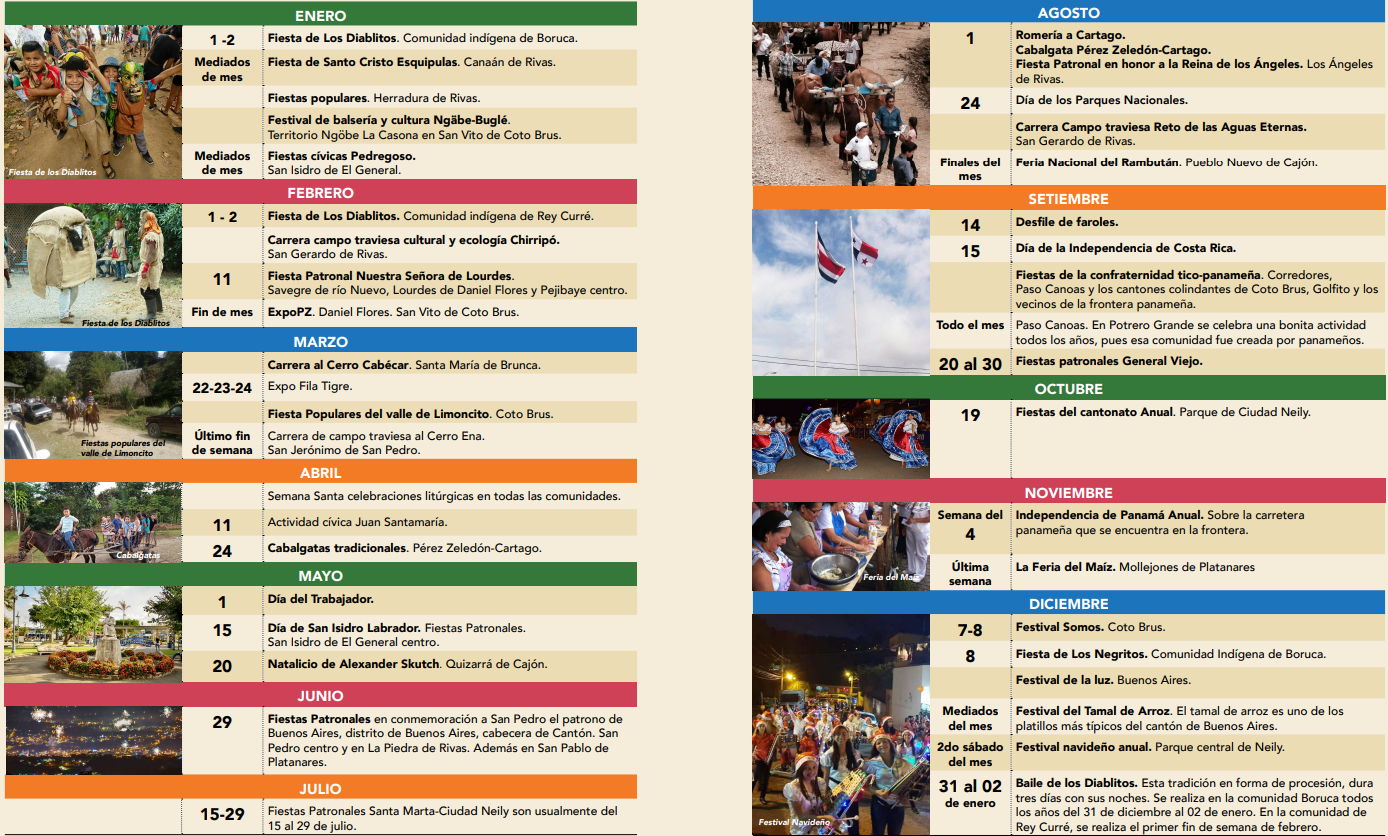 ENERO
1 -2
Fiesta de Los Diablitos. Comunidad indígena de Boruca.
Mediados
de mes
Fiesta de Santo Cristo Esquipulas. Canaán de Rivas.
Fiestas populares. Herradura de Rivas.
Festival de balsería y cultura Ngäbe-Buglé.
Territorio Ngöbe La Casona en San Vito de Coto Brus.
Mediados
de mes
Fiestas cívicas Pedregoso.
San Isidro de El General.
Fiesta de los Diablitos
FEBRERO
1 - 2
Fiesta de Los Diablitos. Comunidad indígena de Rey Curré.
Carrera campo traviesa cultural y ecología Chirripó.
San Gerardo de Rivas.
11
Fiesta Patronal Nuestra Señora de Lourdes.
Savegre de río Nuevo, Lourdes de Daniel Flores y Pejibaye centro.
Fin de mes
ExpoPZ. Daniel Flores. San Vito de Coto Brus.
Fiesta de los Diablitos
MARZO
Carrera al Cerro Cabécar. Santa María de Brunca.
22-23-24
Expo Fila Tigre.
Fiesta Populares del valle de Limoncito. Coto Brus.
Último fin
de semana
Carrera de campo traviesa al Cerro Ena.
San Jerónimo de San Pedro.
Fiestas populares del
valle de Limoncito
ABRIL
Semana Santa celebraciones litúrgicas en todas las comunidades.
11
Actividad cívica Juan Santamaría.
24
Cabalgatas tradicionales. Pérez Zeledón-Cartago.
Cabalgatas
MAYO
1
Día del Trabajador.
15
Día de San Isidro Labrador. Fiestas Patronales.
San Isidro de El General centro.
20
Natalicio de Alexander Skutch. Quizarrá de Cajón.
JUNIO
29
Fiestas Patronales en conmemoración a San Pedro el patrono de
Buenos Aires, distrito de Buenos Aires, cabecera de Cantón. San
Pedro centro y en La Piedra de Rivas. Además en San Pablo de
Platanares.
JULIO
15-29
Fiestas Patronales Santa Marta-Ciudad Neily son usualmente del
15 al 29 de julio.
AGOSTO
1
Romería a Cartago.
Cabalgata Pérez Zeledón-Cartago.
Fiesta Patronal en honor a la Reina de los Ángeles. Los Ángeles
de Rivas.
24
Día de los Parques Nacionales.
Carrera Campo traviesa Reto de las Aguas Eternas.
San Gerardo de Rivas.
Finales del
mes
Feria Nacional del Rambután. Pueblo Nuevo de Cajón.
SETIEMBRE
14
Desfile de faroles.
15
Día de la Independencia de Costa Rica.
Fiestas de la confraternidad tico-panameña. Corredores,
Paso Canoas y los cantones colindantes de Coto Brus, Golfito y los
vecinos de la frontera panameña.
Todo el mes
Paso Canoas. En Potrero Grande se celebra una bonita actividad
todos los años, pues esa comunidad fue creada por panameños.
20 al 30
Fiestas patronales General Viejo.
OCTUBRE
19
Fiestas del cantonato Anual. Parque de Ciudad Neily.
NOVIEMBRE
Semana del
4
Independencia de Panamá Anual. Sobre la carretera
panameña que se encuentra en la frontera.
Última
semana
La Feria del Maíz. Mollejones de Platanares
Feria del Maíz
DICIEMBRE
7-8
Festival Somos. Coto Brus.
8
Fiesta de Los Negritos. Comunidad Indígena de Boruca.
Festival de la luz. Buenos Aires.
Mediados
del mes
Festival del Tamal de Arroz. El tamal de arroz es uno de los
platillos más típicos del cantón de Buenos Aires.
2do sábado
del mes
Festival navideño anual. Parque central de Neily.
31 al 02
de enero
Baile de los Diablitos. Esta tradición en forma de procesión, dura
tres días con sus noches. Se realiza en la comunidad Boruca todos
los años del 31 de diciembre al 02 de enero. En la comunidad de
Rey Curré, se realiza el primer fin de semana de febrero.
Festival Navideño